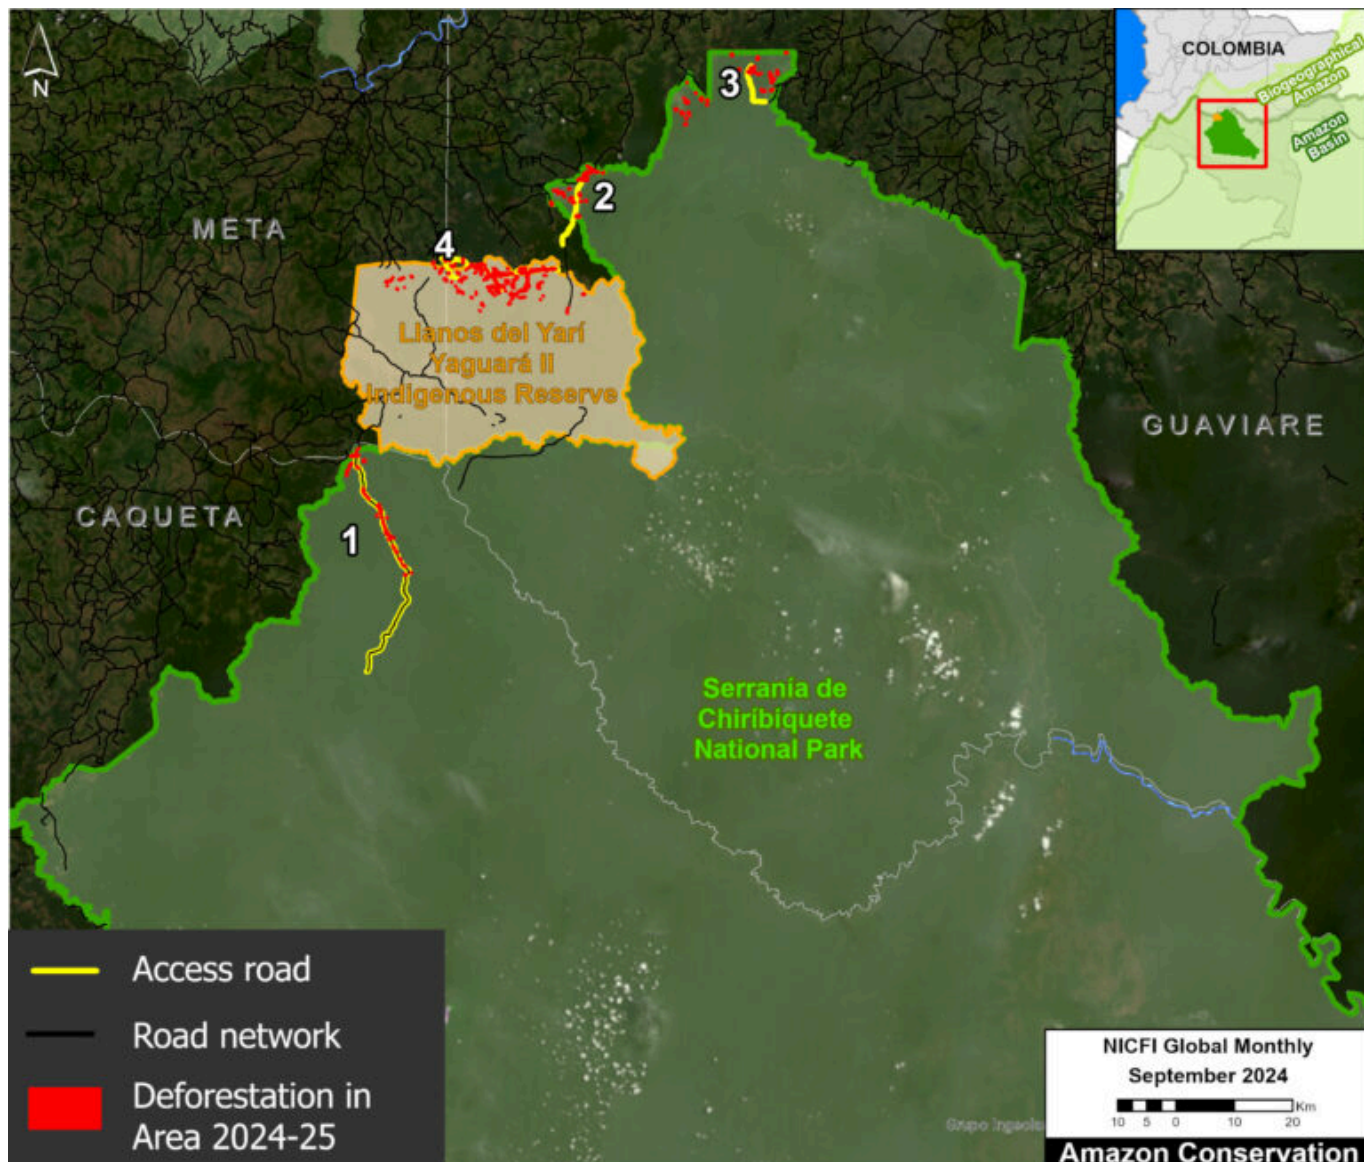 N
COLOMBIA
Biogeographical
Amazon
Amazon
Basin
3
2
META
4
Llanos del Yarí
Yaguará II
Indigenous Reserve
GUAVIARE
CAQUETA
1
Serranía de
Chiribiquete
National Park
Access road
Road network
Deforestation in
Area 2024-25
NICFI Global Monthly
September 2024
10 5 0 10 20 Km
Amazon Conservation